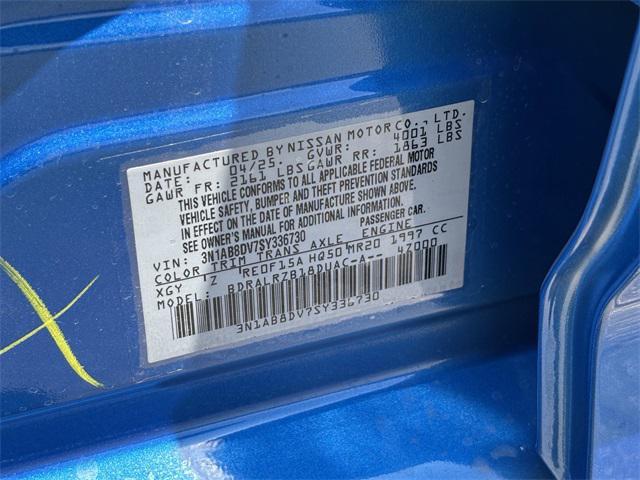 MANUFACTURED BY NISSAN MOTOR CO., LTD.
DATE: 04/25. GVWR: 4001 LBS
GAWR FR: 2161 LBS GAWR RR: 1863 LBS
THIS VEHICLE CONFORMS TO ALL APPLICABLE FEDERAL MOTOR
VEHICLE SAFETY, BUMPER AND THEFT PREVENTION STANDARDS
IN EFFECT ON THE DATE OF MANUFACTURE SHOWN ABOVE.
SEE OWNER'S MANUAL FOR ADDITIONAL INFORMATION.
VIN: 3N1AB8DV7SY336730 PASSENGER CAR.
COLOR TRIM TRANS AXLE ENGINE
XGY Z RE0F15A HQ50 MR20 1997 CC
MODEL: BDRALRZB18DUAC-A-- 47000
3N1AB8DV7SY336730